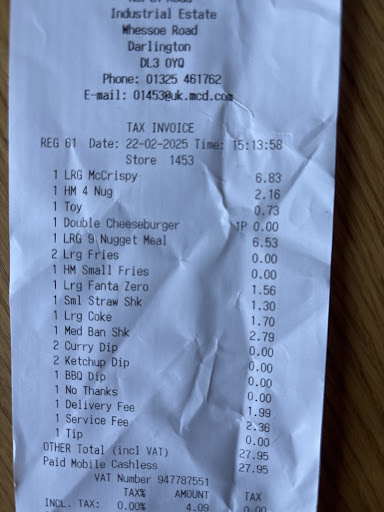 Industrial Estate
Whessoe Road
Darlington
DL3 0YQ
Phone: 01325 461762
E-mail: 01453@uk.mcd.com
TAX INVOICE
REG 61 Date: 22-02-2025 Time: 15:13:58
Store 1453
1 LRG McCrispy 6.83
1 HM 4 Nug 2.16
1 Toy 0.73
1 Double Cheeseburger 1P 0.00
1 LRG 9 Nugget Meal 6.53
2 Lrg Fries 0.00
1 HM Small Fries 0.00
1 Lrg Fanta Zero 1.56
1 Sml Straw Shk 1.30
1 Lrg Coke 1.70
1 Med Ban Shk 2.79
2 Curry Dip 0.00
2 Ketchup Dip 0.00
1 BBQ Dip 0.00
1 No Thanks 0.00
1 Delivery Fee 1.99
1 Service Fee 2.36
1 Tip 0.00
OTHER Total (incl VAT) 27.95
Paid Mobile Cashless 27.95
VAT Number 947787551
TAX% AMOUNT TAX
INCL. TAX: 0.00% 4.09 0.00